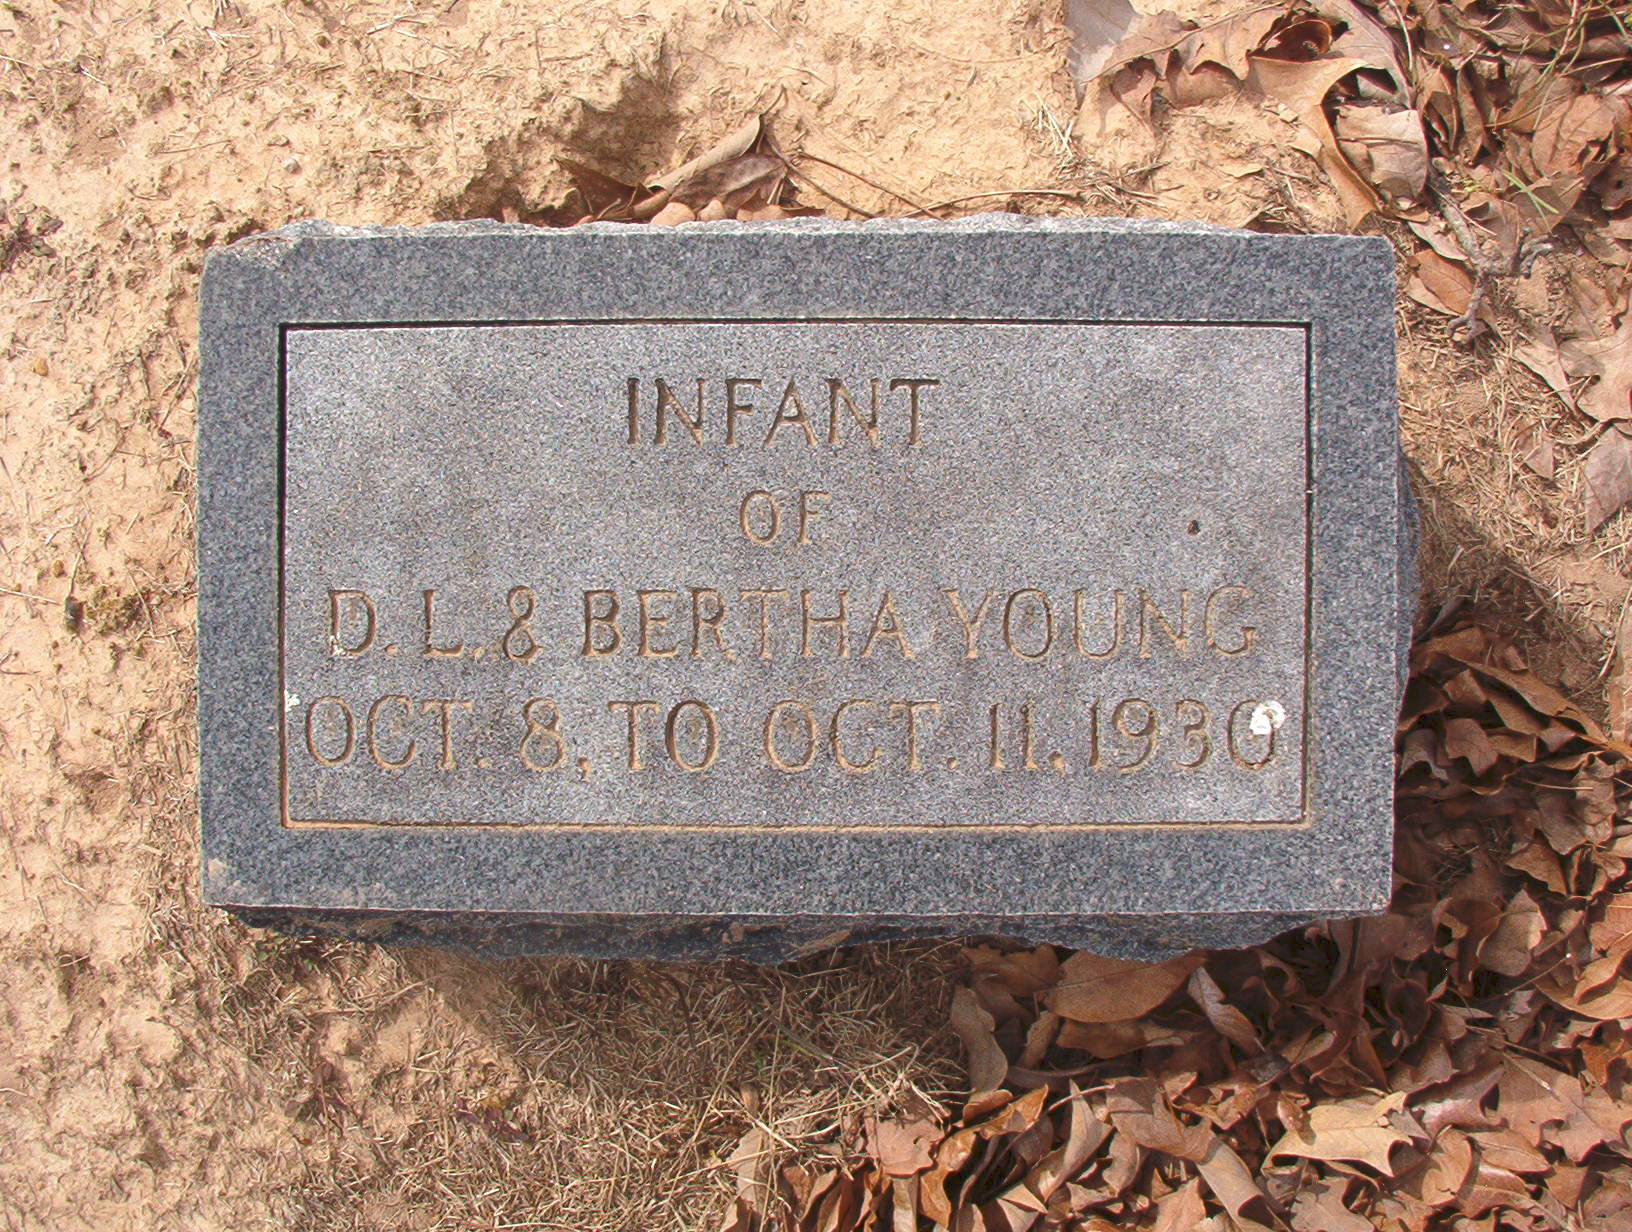 INFANT
OF
D. L. & BERTHA YOUNG
OCT. 8, TO OCT. 11, 1930